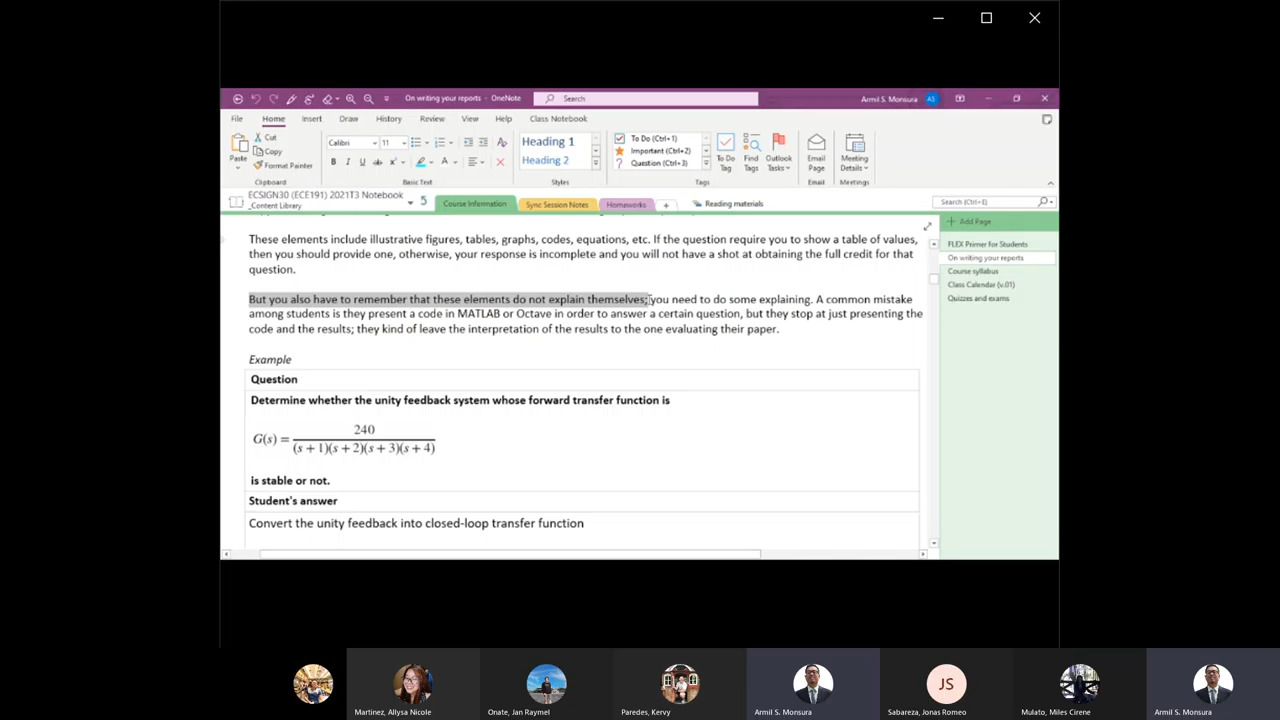 On writing your reports - OneNote
Search
Armil S. Monsura
AS
File Home Insert Draw History Review View Help Class Notebook
Paste
Cut
Copy
Format Painter
Clipboard
Calibri 11
B I U ab
Basic Text
Heading 1
Heading 2
Styles
To Do (Ctrl+1)
Important (Ctrl+2)
Question (Ctrl+3)
To Do Tag
Find Tags
Outlook Tasks
Tags
Email Page
Email
Meeting Details
Meetings
ECSIGN30 (ECE191) 2021T3 Notebook
_Content Library
Course Information Sync Session Notes Homeworks + Reading materials
Search (Ctrl+E)
Add Page
FLEX Primer for Students
On writing your reports
Course syllabus
Class Calendar (v.01)
Quizzes and exams
These elements include illustrative figures, tables, graphs, codes, equations, etc. If the question require you to show a table of values,
then you should provide one, otherwise, your response is incomplete and you will not have a shot at obtaining the full credit for that
question.
But you also have to remember that these elements do not explain themselves; you need to do some explaining. A common mistake
among students is they present a code in MATLAB or Octave in order to answer a certain question, but they stop at just presenting the
code and the results; they kind of leave the interpretation of the results to the one evaluating their paper.
Example
Question
Determine whether the unity feedback system whose forward transfer function is
G(s) = 240 / (s + 1)(s + 2)(s + 3)(s + 4)
is stable or not.
Student's answer
Convert the unity feedback into closed-loop transfer function
JS
Martinez, Allysa Nicole
Onate, Jan Raymel
Paredes, Kervy
Armil S. Monsura
Sabareza, Jonas Romeo
Mulato, Miles Cirene
Armil S. Monsura